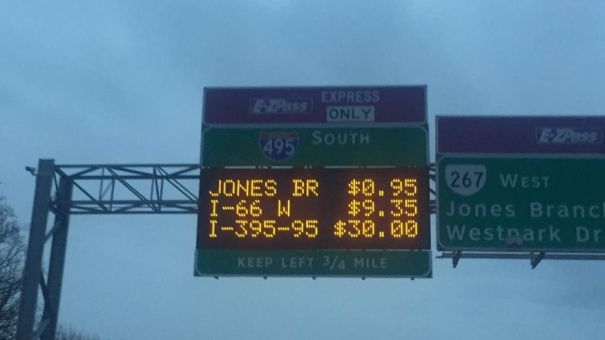 E-ZPass EXPRESS
ONLY
495 SOUTH
JONES BR $0.95
I-66 W $9.35
I-395-95 $30.00
KEEP LEFT 3/4 MILE
E-ZPass
267 WEST
Jones Branch
Westpark Dr